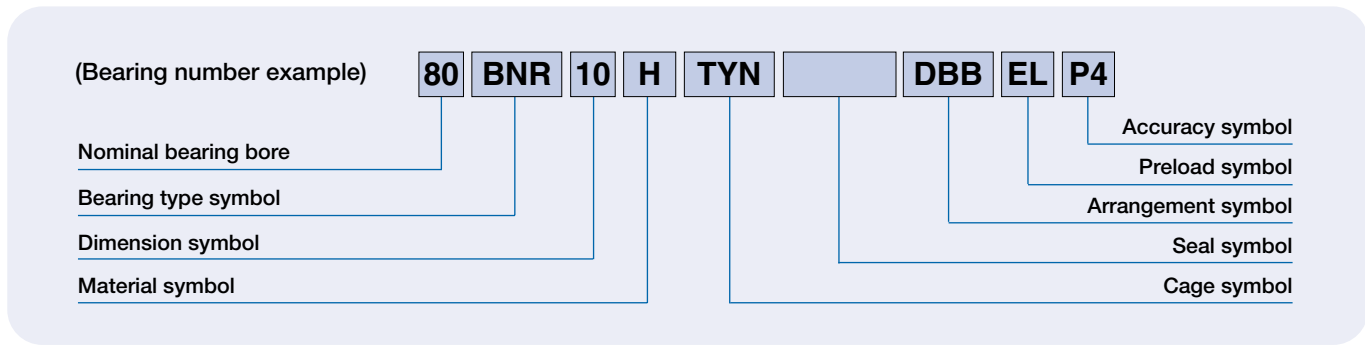 (Bearing number example) 80 BNR 10 H TYN DBB EL P4
Accuracy symbol
Nominal bearing bore
Preload symbol
Bearing type symbol
Arrangement symbol
Dimension symbol
Seal symbol
Material symbol
Cage symbol